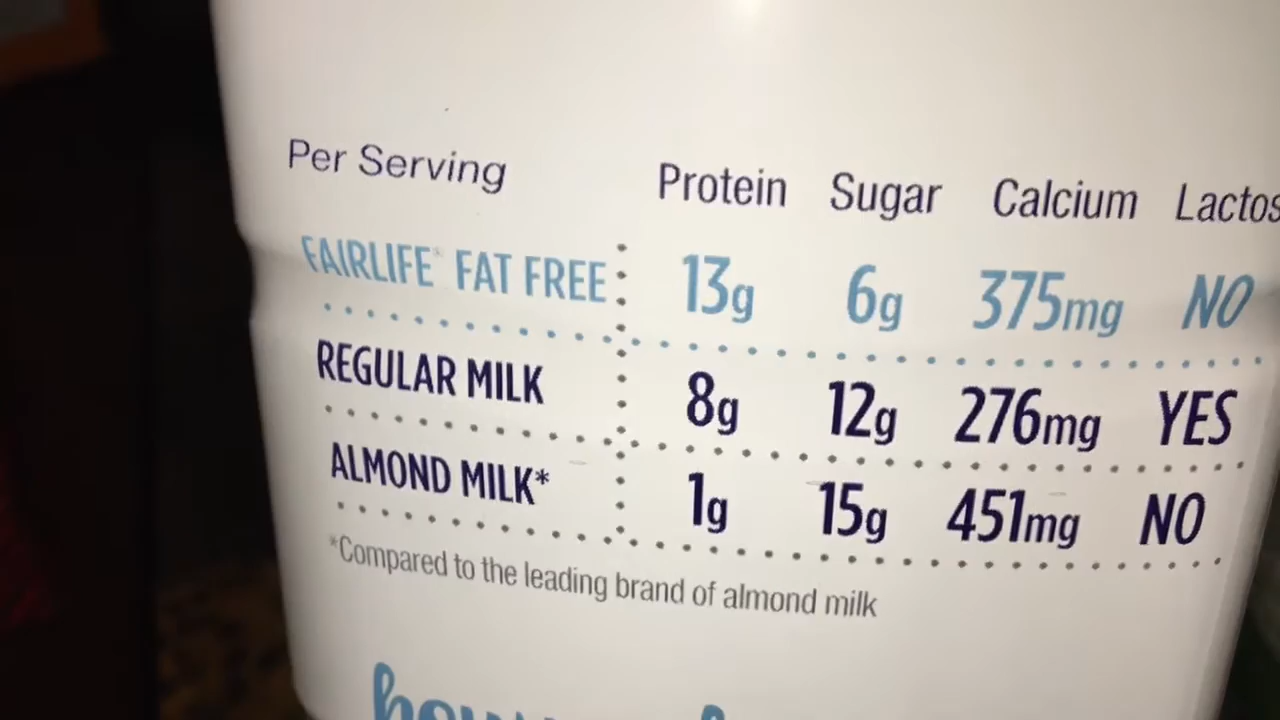 Per Serving Protein Sugar Calcium Lactos
FAIRLIFE® FAT FREE 13g 6g 375mg NO
REGULAR MILK 8g 12g 276mg YES
ALMOND MILK* 1g 15g 451mg NO
*Compared to the leading brand of almond milk